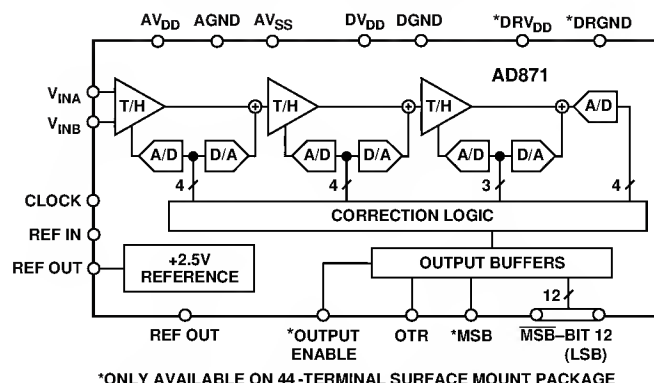 AVDD AGND AVSS DVDD DGND *DRVDD *DRGND
AD871
VINA
VINB
T/H T/H T/H A/D
A/D D/A A/D D/A A/D D/A
4 4 3 4
CLOCK
CORRECTION LOGIC
REF IN
REF OUT
+2.5V
REFERENCE
OUTPUT BUFFERS
12
REF OUT *OUTPUT
ENABLE OTR *MSB MSB–BIT 12
(LSB)
*ONLY AVAILABLE ON 44-TERMINAL SURFACE MOUNT PACKAGE